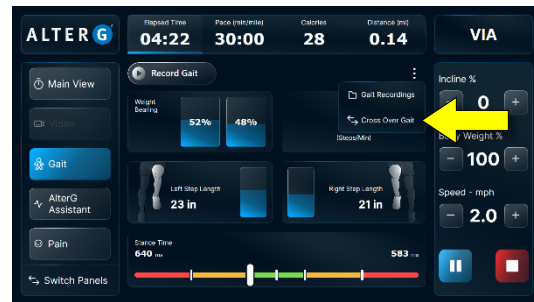 ALTER G
Elapsed Time
04:22
Pace (min/mile)
30:00
Calories
28
Distance (mi)
0.14
VIA
Main View
Video
Gait
AlterG
Assistant
Pain
Switch Panels
Record Gait
Gait Recordings
Cross Over Gait
Weight
Bearing
52%
48%
(Steps/Min)
Left Step Length
23 in
Right Step Length
21 in
Stance Time
640 ms
583 ms
Incline %
0 +
Body Weight %
- 100 +
Speed - mph
- 2.0 +